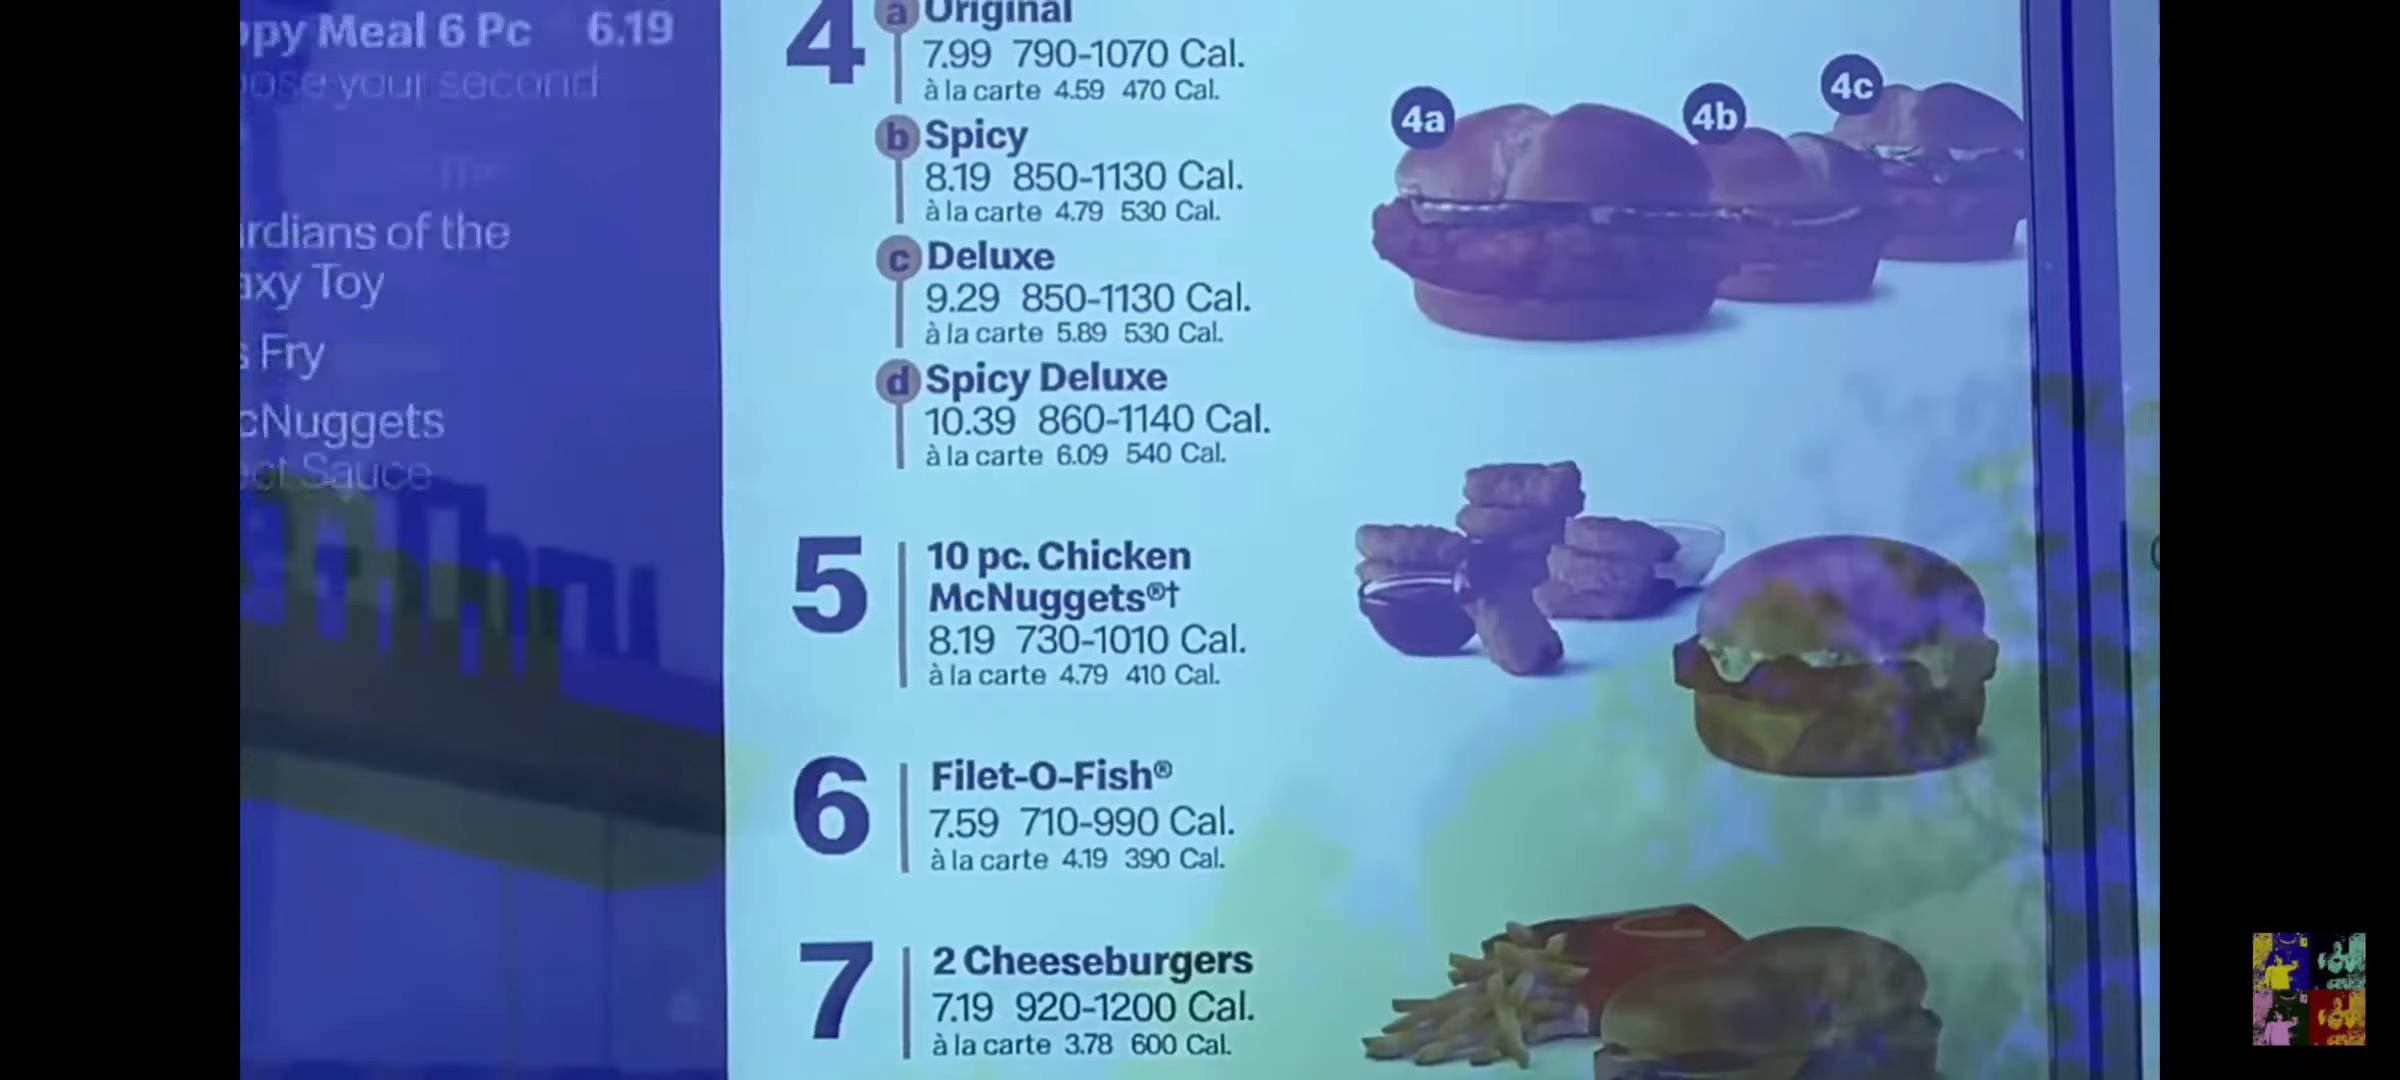 ppy Meal 6 Pc 6.19
ose your second
rdians of the
axy Toy
s Fry
cNuggets
ect Sauce
4
a Original
7.99 790-1070 Cal.
à la carte 4.59 470 Cal.
b Spicy
8.19 850-1130 Cal.
à la carte 4.79 530 Cal.
c Deluxe
9.29 850-1130 Cal.
à la carte 5.89 530 Cal.
d Spicy Deluxe
10.39 860-1140 Cal.
à la carte 6.09 540 Cal.
4a
4b
4c
5
10 pc. Chicken
McNuggets®†
8.19 730-1010 Cal.
à la carte 4.79 410 Cal.
6
Filet-O-Fish®
7.59 710-990 Cal.
à la carte 4.19 390 Cal.
7
2 Cheeseburgers
7.19 920-1200 Cal.
à la carte 3.78 600 Cal.